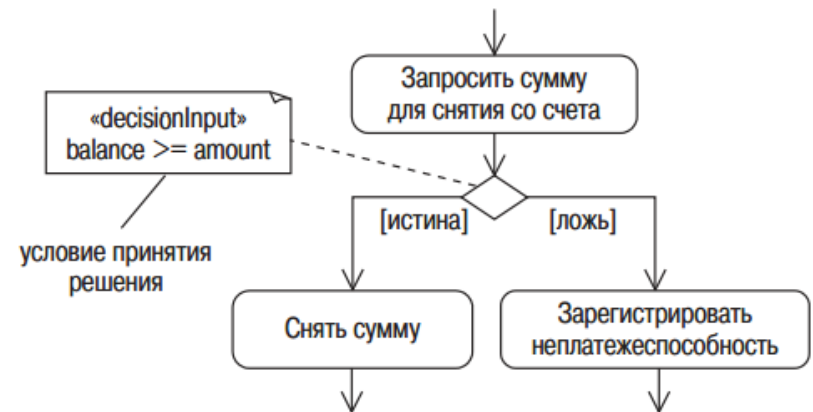 Запросить сумму
для снятия со счета
«decisionInput»
balance >= amount
[истина]
[ложь]
условие принятия
решения
Снять сумму
Зарегистрировать
неплатежеспособность